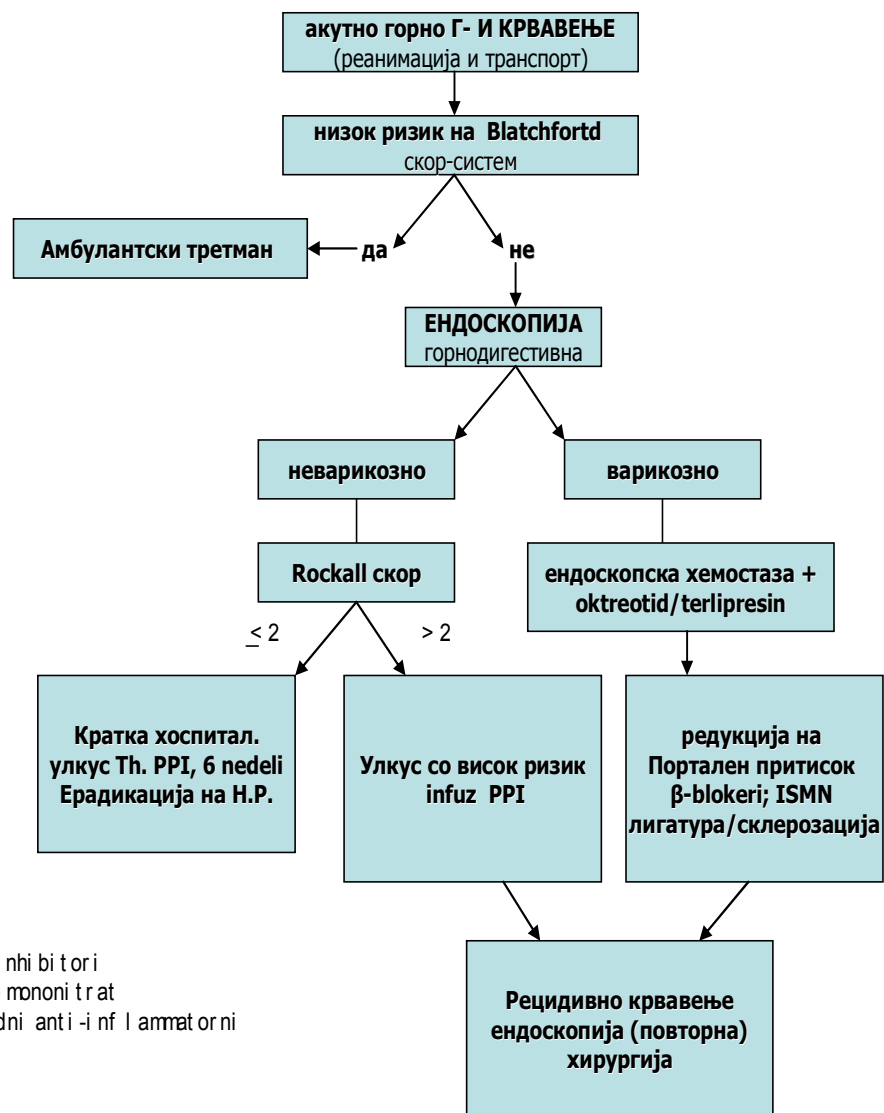 акутно горно Г- И КРВАВЕЊЕ
(реанимација и транспорт)
низок ризик на Blatchfortd
скор-систем
Амбулантски третман
да
не
ЕНДОСКОПИЈА
горнодигестивна
неварикозно
варикозно
Rockall скор
ендоскопска хемостаза +
oktreotid/terlipresin
≤ 2
> 2
Кратка хоспитал.
улкус Th. PPI, 6 nedeli
Ерадикација на H.P.
Улкус со висок ризик
infuz PPI
редукција на
Портален притисок
β-blokeri; ISMN
лигатура/склерозација
nhibitori
mononitrat
dni anti-inflammatorni
Рецидивно крвавење
ендоскопија (повторна)
хирургија